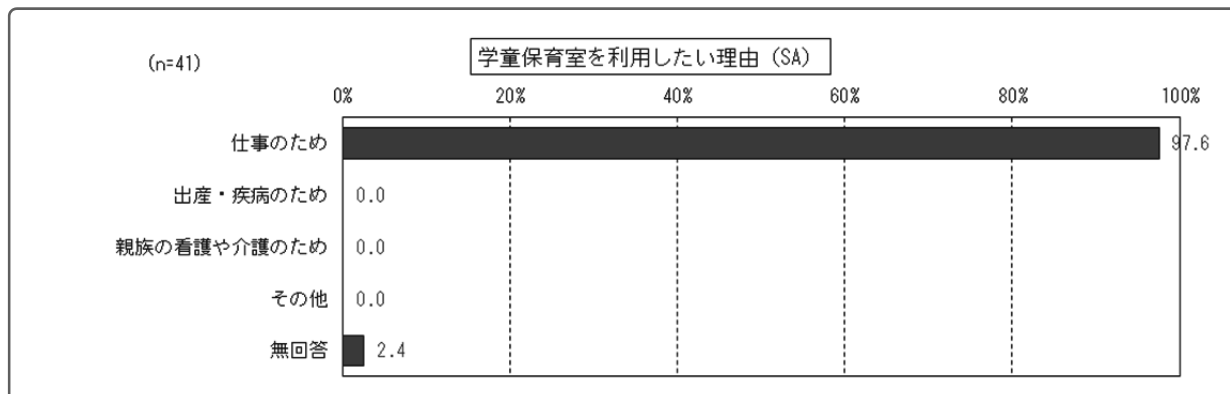 学童保育室を利用したい理由（SA）
(n=41)
0% 20% 40% 60% 80% 100%
仕事のため 97.6
出産・疾病のため 0.0
親族の看護や介護のため 0.0
その他 0.0
無回答 2.4